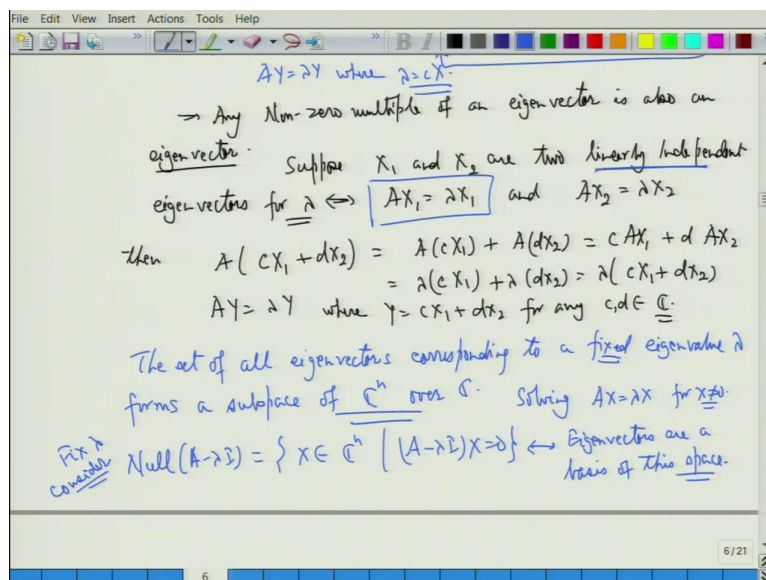 File Edit View Insert Actions Tools Help
AY = λY where λ = cX.
→ Any Non-zero multiple of an eigenvector is also an
eigenvector. Suppose X₁ and X₂ are two linearly Independent
eigenvectors for λ ⇔ AX₁ = λX₁ and AX₂ = λX₂
then A( cX₁ + dX₂ ) = A(cX₁) + A(dX₂) = c AX₁ + d AX₂
= λ(cX₁) + λ(dX₂) = λ( cX₁ + dX₂ )
AY = λY where Y = cX₁ + dX₂ for any c, d ∈ ℂ.
The set of all eigenvectors corresponding to a fixed eigenvalue λ
forms a subspace of ℂⁿ over ℂ. Solving AX = λX for X≠0.
Fix λ
consider Null(A-λI) = { X ∈ ℂⁿ | (A-λI)X = 0 } ↔ Eigenvectors are a
basis of this space.
6/21
6